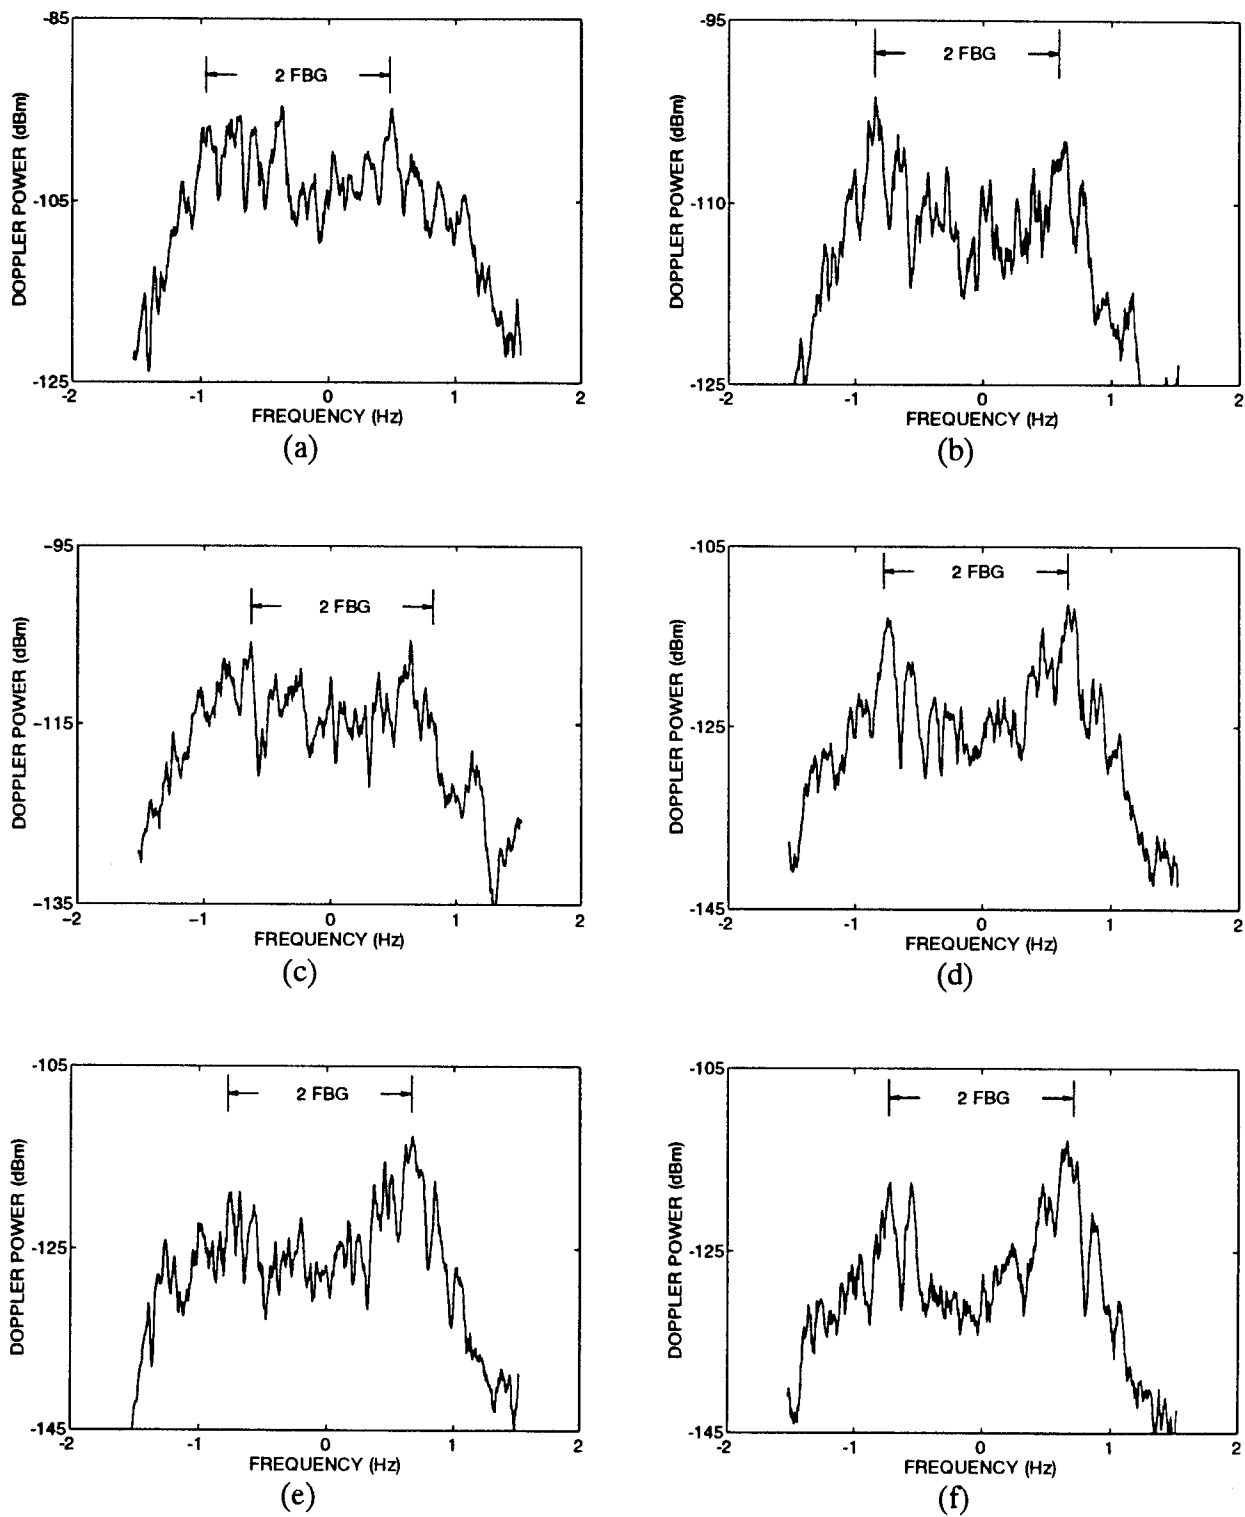 -85
2 FBG
DOPPLER POWER (dBm)
-105
-125
-2
-1
0
1
2
FREQUENCY (Hz)
(a)
-95
2 FBG
DOPPLER POWER (dBm)
-110
-125
-2
-1
0
1
2
FREQUENCY (Hz)
(b)
-95
2 FBG
DOPPLER POWER (dBm)
-115
-135
-2
-1
0
1
2
FREQUENCY (Hz)
(c)
-105
2 FBG
DOPPLER POWER (dBm)
-125
-145
-2
-1
0
1
2
FREQUENCY (Hz)
(d)
-105
2 FBG
DOPPLER POWER (dBm)
-125
-145
-2
-1
0
1
2
FREQUENCY (Hz)
(e)
-105
2 FBG
DOPPLER POWER (dBm)
-125
-145
-2
-1
0
1
2
FREQUENCY (Hz)
(f)